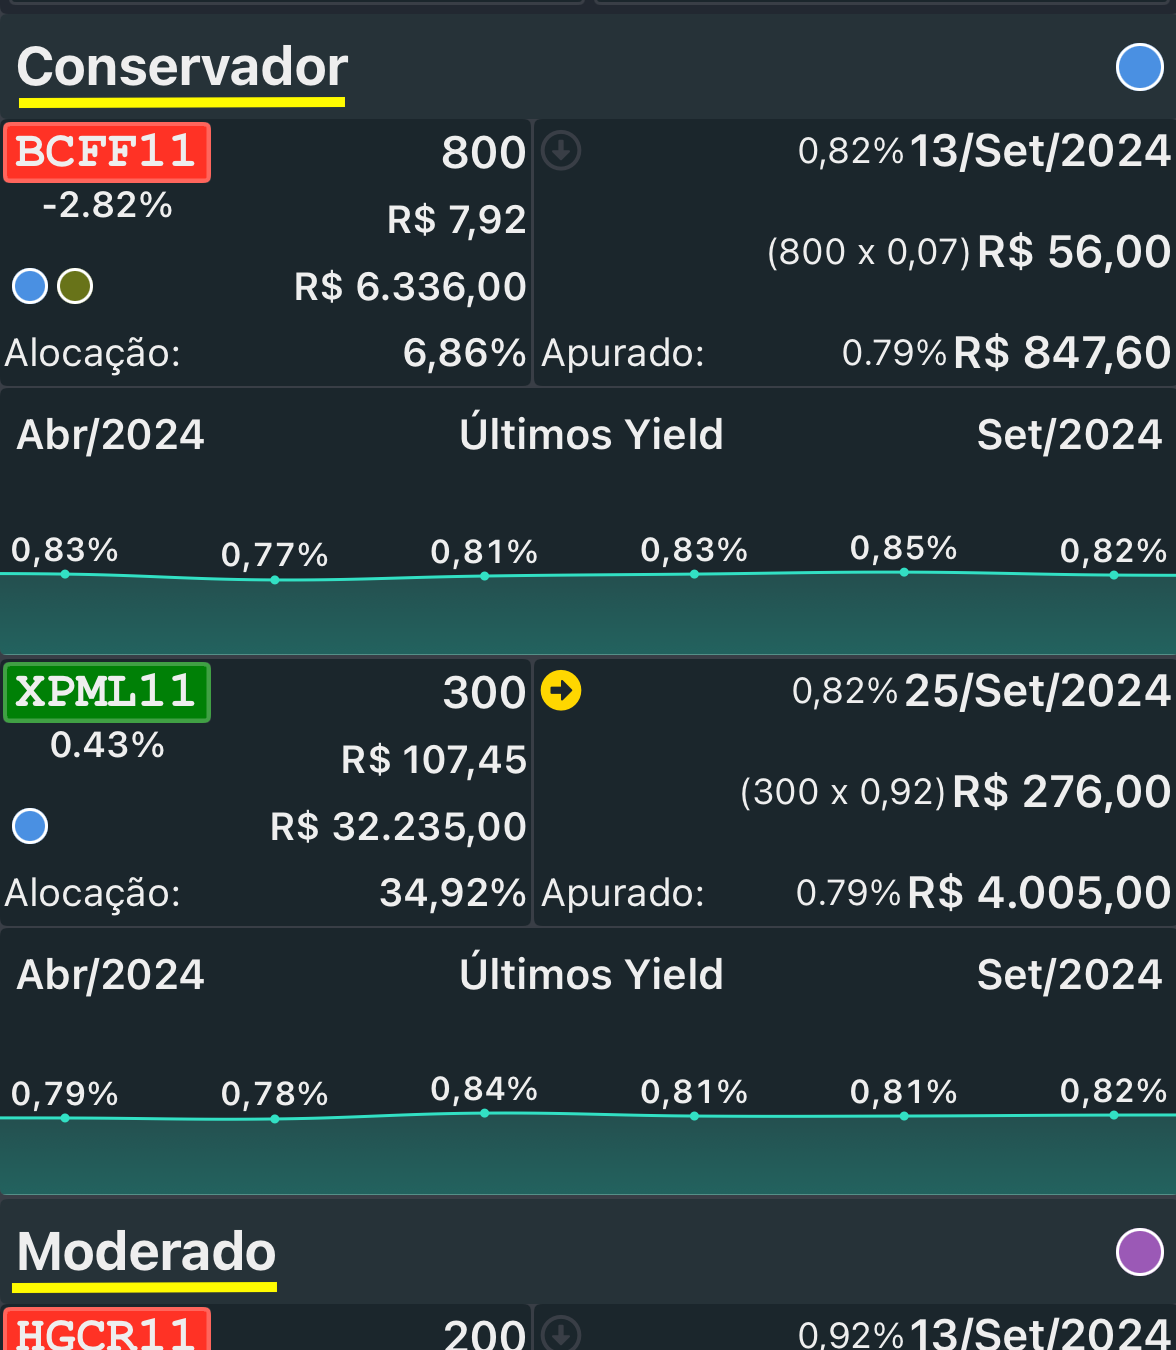 Conservador
BCFF11 800 0,82% 13/Set/2024
-2.82% R$ 7,92
(800 x 0,07) R$ 56,00
R$ 6.336,00
Alocação: 6,86% Apurado: 0.79% R$ 847,60
Abr/2024 Últimos Yield Set/2024
0,83% 0,77% 0,81% 0,83% 0,85% 0,82%
XPML11 300 0,82% 25/Set/2024
0.43% R$ 107,45
(300 x 0,92) R$ 276,00
R$ 32.235,00
Alocação: 34,92% Apurado: 0.79% R$ 4.005,00
Abr/2024 Últimos Yield Set/2024
0,79% 0,78% 0,84% 0,81% 0,81% 0,82%
Moderado
HGCR11 200 0,92% 13/Set/2024